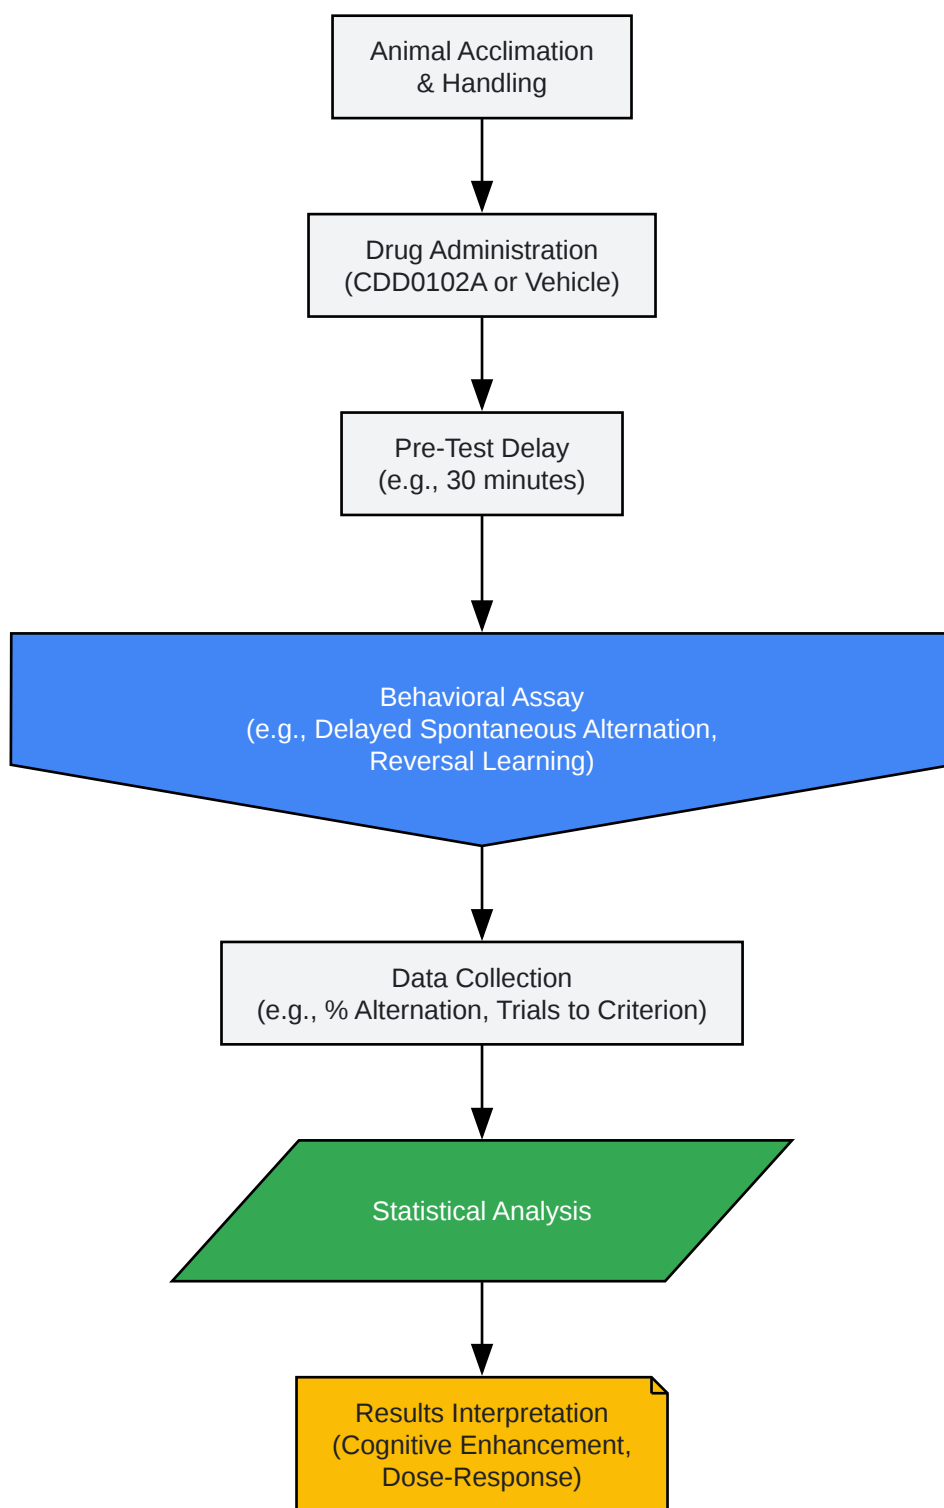 Animal Acclimation
& Handling
Drug Administration
(CDD0102A or Vehicle)
Pre-Test Delay
(e.g., 30 minutes)
Behavioral Assay
(e.g., Delayed Spontaneous Alternation,
Reversal Learning)
Data Collection
(e.g., % Alternation, Trials to Criterion)
Statistical Analysis
Results Interpretation
(Cognitive Enhancement,
Dose-Response)